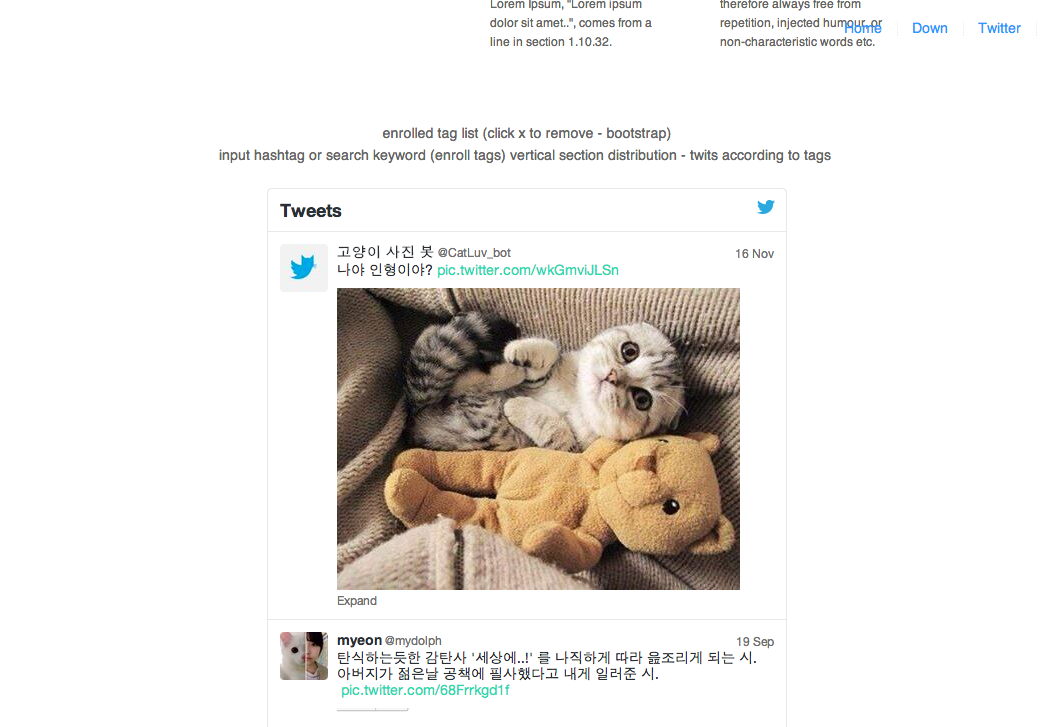 Lorem Ipsum, "Lorem ipsum
dolor sit amet..", comes from a
line in section 1.10.32.
therefore always free from
repetition, injected humour, or
non-characteristic words etc.
Home
Down
Twitter
enrolled tag list (click x to remove - bootstrap)
input hashtag or search keyword (enroll tags) vertical section distribution - twits according to tags
Tweets
고양이 사진 봇 @CatLuv_bot
16 Nov
나야 인형이야? pic.twitter.com/wkGmviJLSn
Expand
myeon @mydolph
19 Sep
탄식하는듯한 감탄사 '세상에..!' 를 나직하게 따라 읊조리게 되는 시.
아버지가 젊은날 공책에 필사했다고 내게 일러준 시.
pic.twitter.com/68Frrkgd1f